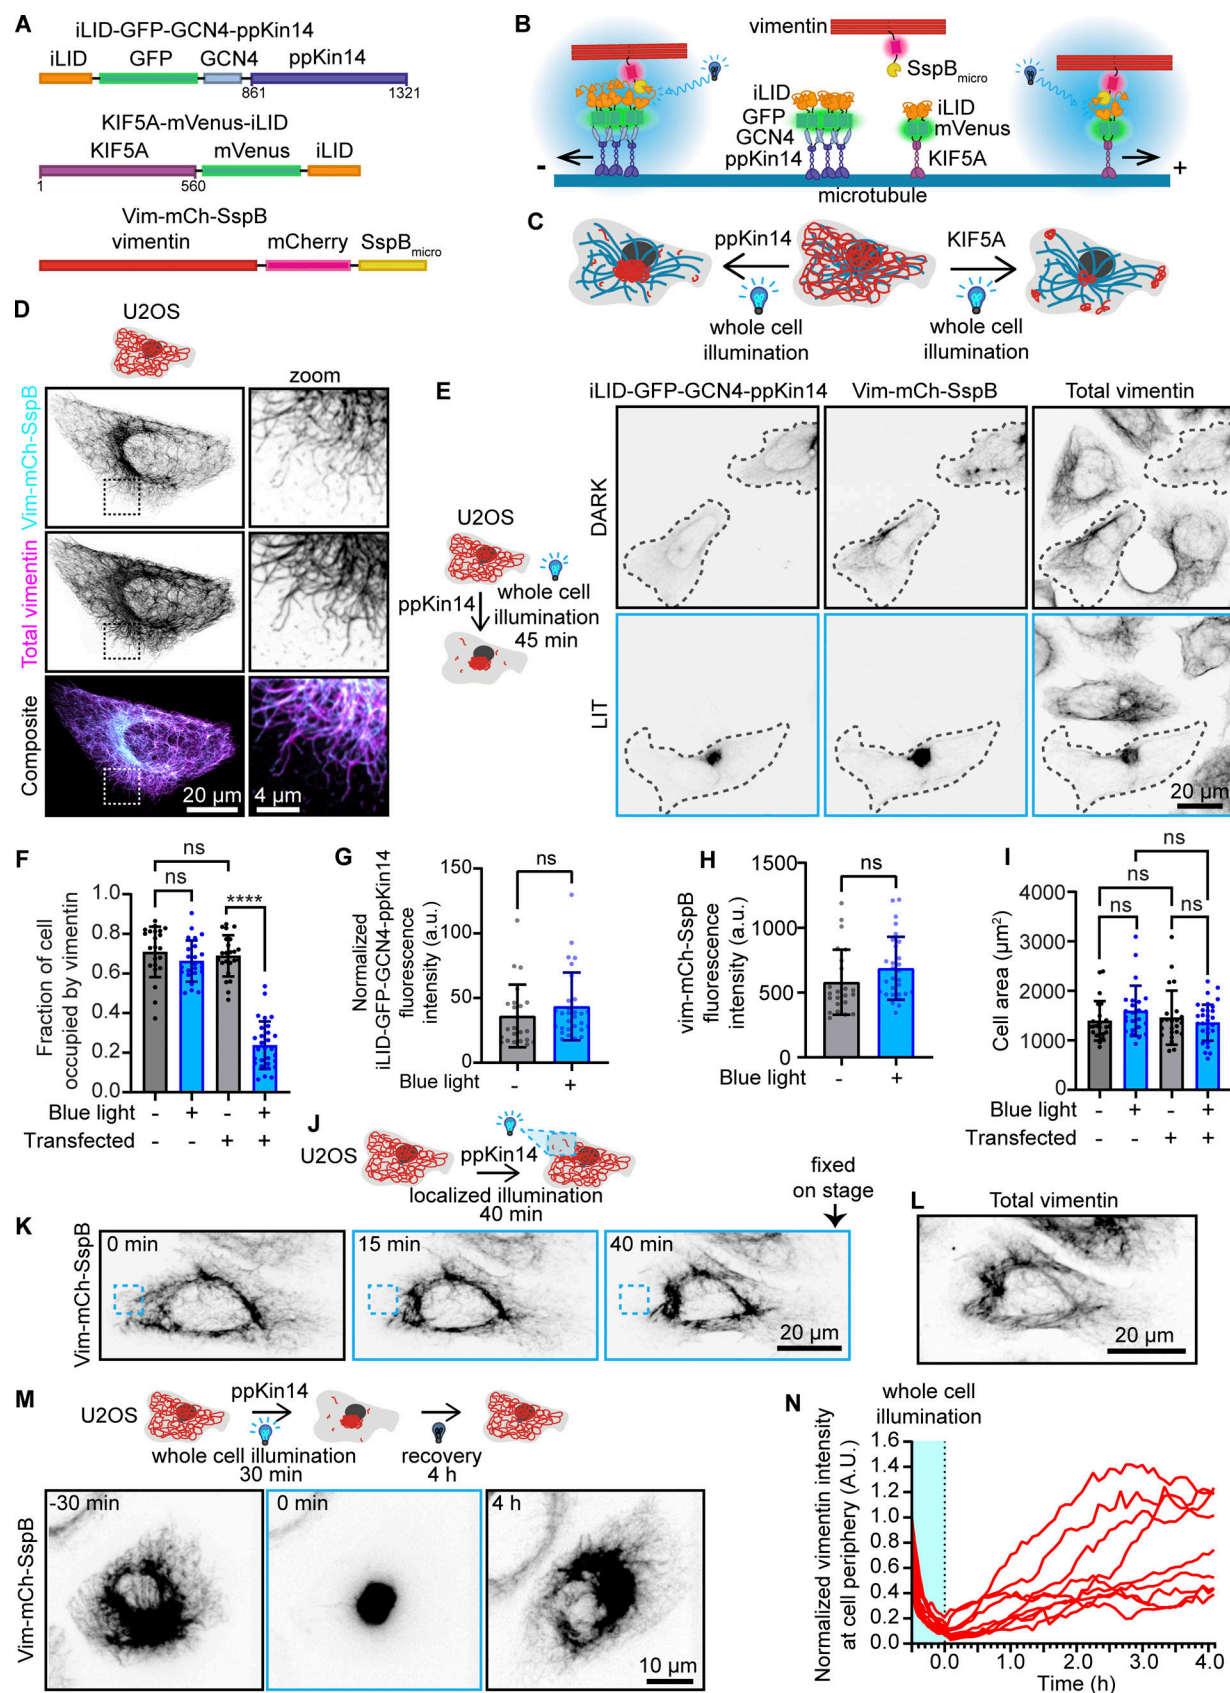 A
iLID-GFP-GCN4-ppKin14
iLID GFP GCN4 ppKin14
861 1321
KIF5A-mVenus-iLID
KIF5A mVenus iLID
1 560
Vim-mCh-SspB
vimentin mCherry SspBmicro
B
vimentin
SspBmicro
iLID
GFP
GCN4
ppKin14
iLID
mVenus
KIF5A
- +
microtubule
C
ppKin14 KIF5A
whole cell illumination
whole cell illumination
D
U2OS
zoom
Vim-mCh-SspB
Total vimentin
Composite
20 µm
4 µm
E
iLID-GFP-GCN4-ppKin14 Vim-mCh-SspB Total vimentin
U2OS
ppKin14
whole cell
illumination
45 min
DARK
LIT
20 µm
F
Fraction of cell
occupied by vimentin
1.0
0.8
0.6
0.4
0.2
0.0
ns
ns
****
Blue light - + - +
Transfected - - + +
G
Normalized
iLID-GFP-GCN4-ppKin14
fluorescence
intensity (a.u.)
150
100
50
0
ns
Blue light - +
H
vim-mCh-SspB
fluorescence
intensity (a.u.)
1500
1000
500
0
ns
Blue light - +
I
Cell area (µm²)
4000
3000
2000
1000
0
ns
ns
ns
ns
Blue light - + - +
Transfected - - + +
J
U2OS
ppKin14
localized illumination
40 min
fixed
on stage
K
Vim-mCh-SspB
0 min
15 min
40 min
20 µm
L
Total vimentin
20 µm
M
U2OS
ppKin14
whole cell illumination
30 min
recovery
4 h
Vim-mCh-SspB
-30 min
0 min
4 h
10 µm
N
whole cell
illumination
Normalized vimentin intensity
at cell periphery (A.U.)
1.6
1.4
1.2
1.0
0.8
0.6
0.4
0.2
0.0
0.0 1.0 2.0 3.0 4.0
Time (h)